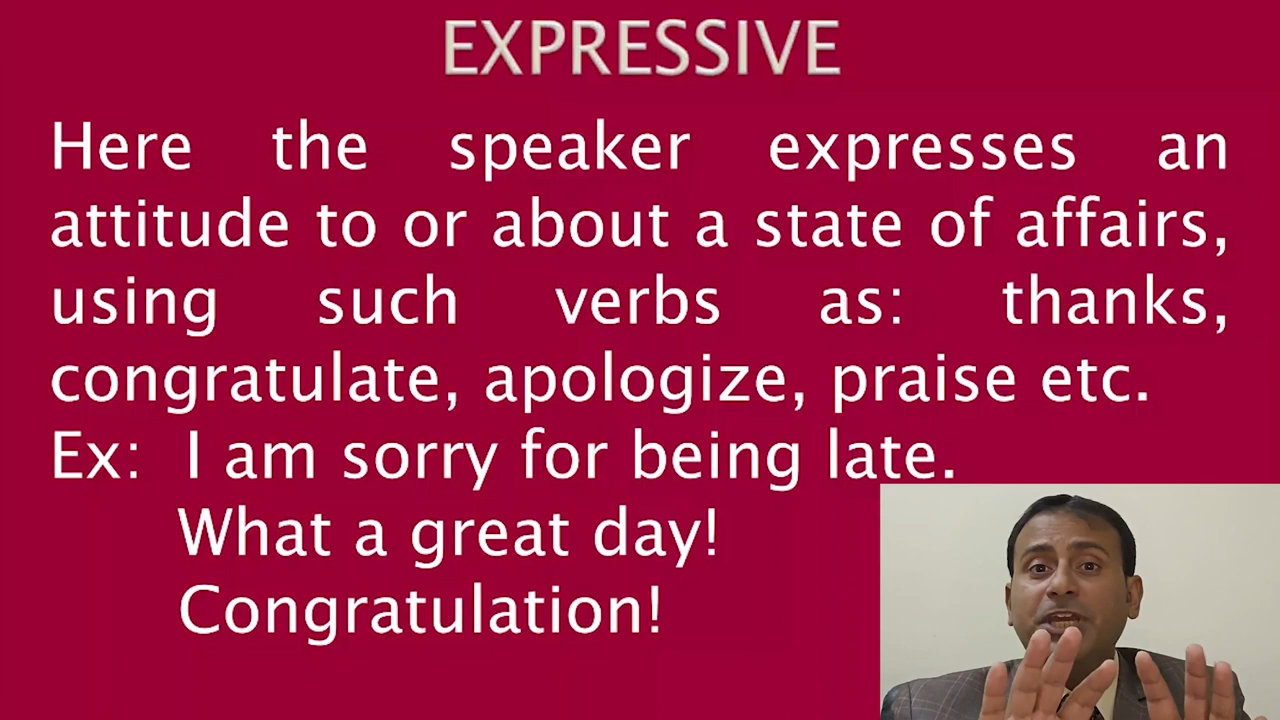 EXPRESSIVE
Here the speaker expresses an
attitude to or about a state of affairs,
using such verbs as: thanks,
congratulate, apologize, praise etc.
Ex: I am sorry for being late.
What a great day!
Congratulation!